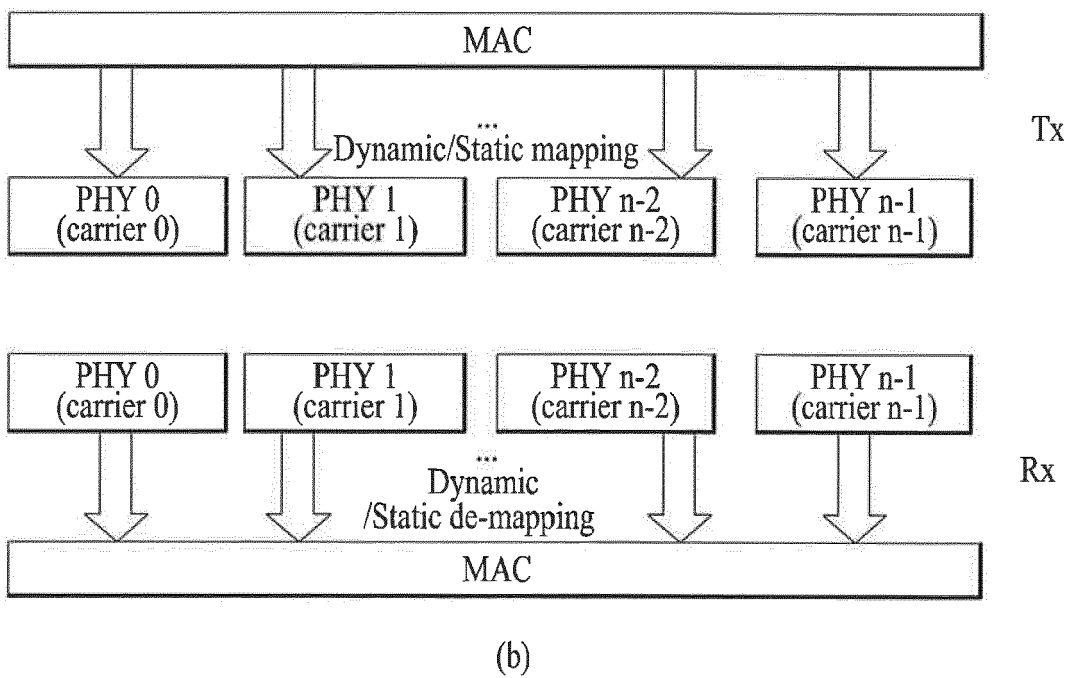 MAC
...
Dynamic/Static mapping
Tx
PHY 0
(carrier 0)
PHY 1
(carrier 1)
PHY n-2
(carrier n-2)
PHY n-1
(carrier n-1)
PHY 0
(carrier 0)
PHY 1
(carrier 1)
PHY n-2
(carrier n-2)
PHY n-1
(carrier n-1)
...
Dynamic
/Static de-mapping
Rx
MAC
(b)